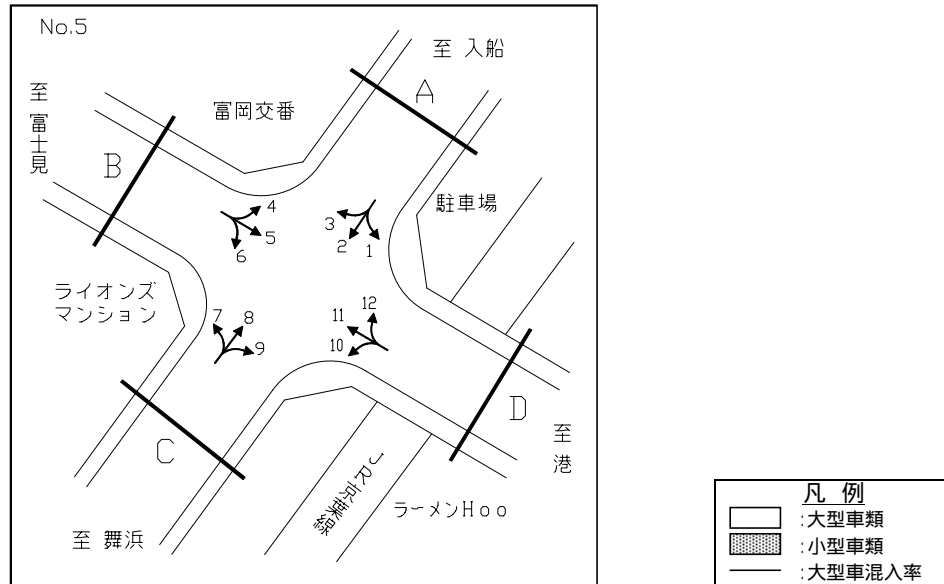 No.5
至 入船
A
至 富士見
富岡交番
B
駐車場
4
5
6
3
2
1
ライオンズ
マンション
7
8
9
12
11
10
D
至 港
C
JR京葉線
ラーメンHoo
至 舞浜
凡 例
:大型車類
:小型車類
:大型車混入率